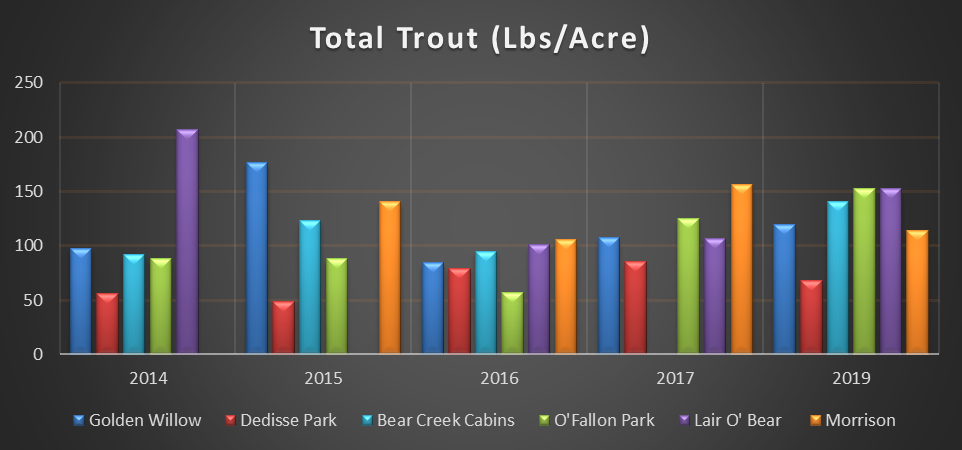 Total Trout (Lbs/Acre)
250
200
150
100
50
0
2014 2015 2016 2017 2019
Golden Willow Dedisse Park Bear Creek Cabins O'Fallon Park Lair O' Bear Morrison